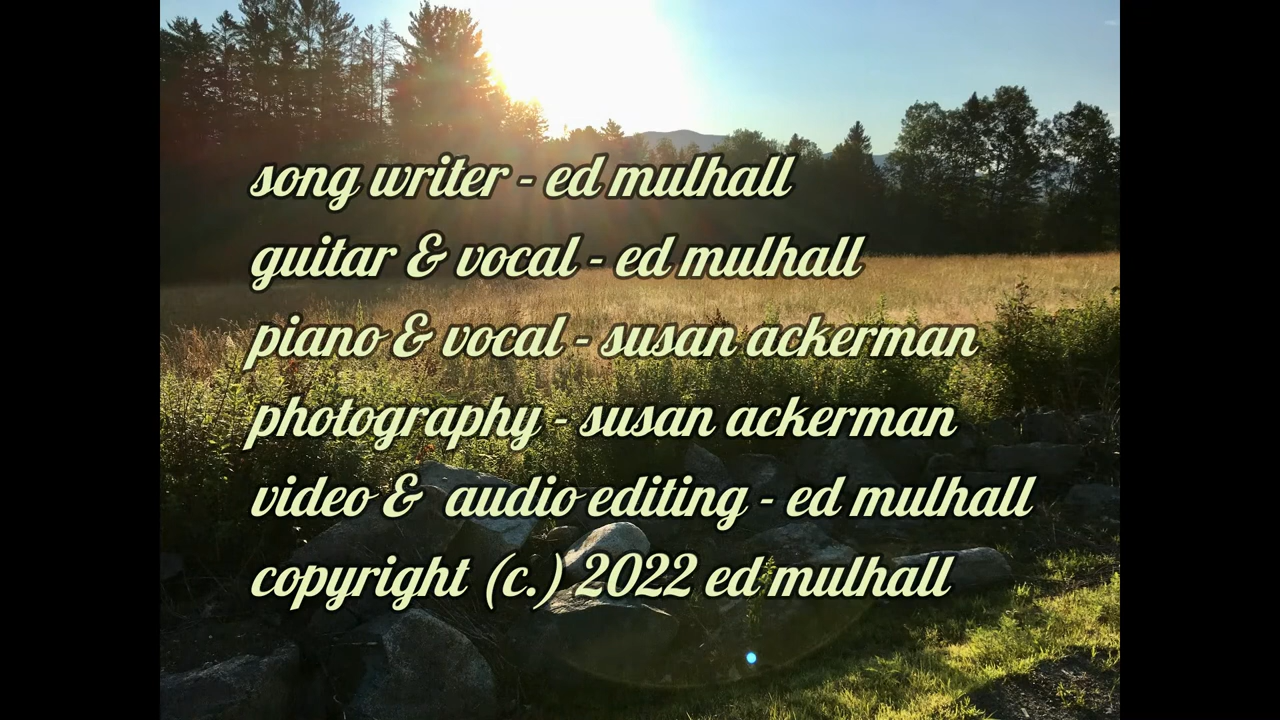 song writer - ed mulhall
guitar & vocal - ed mulhall
piano & vocal - susan ackerman
photography - susan ackerman
video & audio editing - ed mulhall
copyright (c.) 2022 ed mulhall